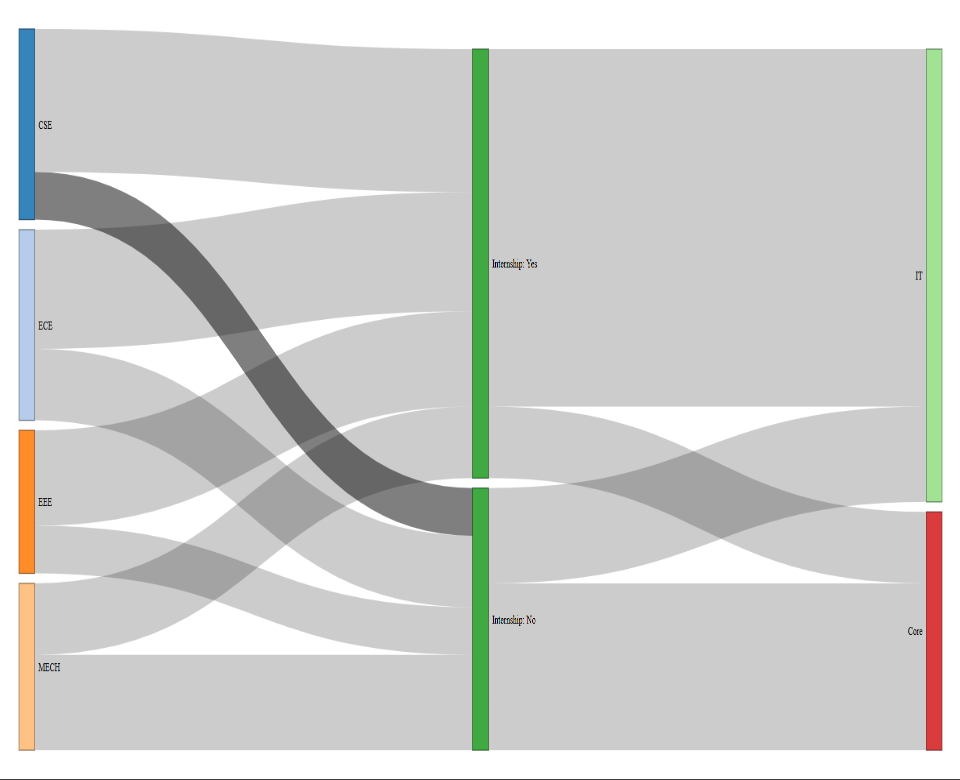 CSE
Internship: Yes
IT
ECE
EEE
Internship: No
Core
MECH